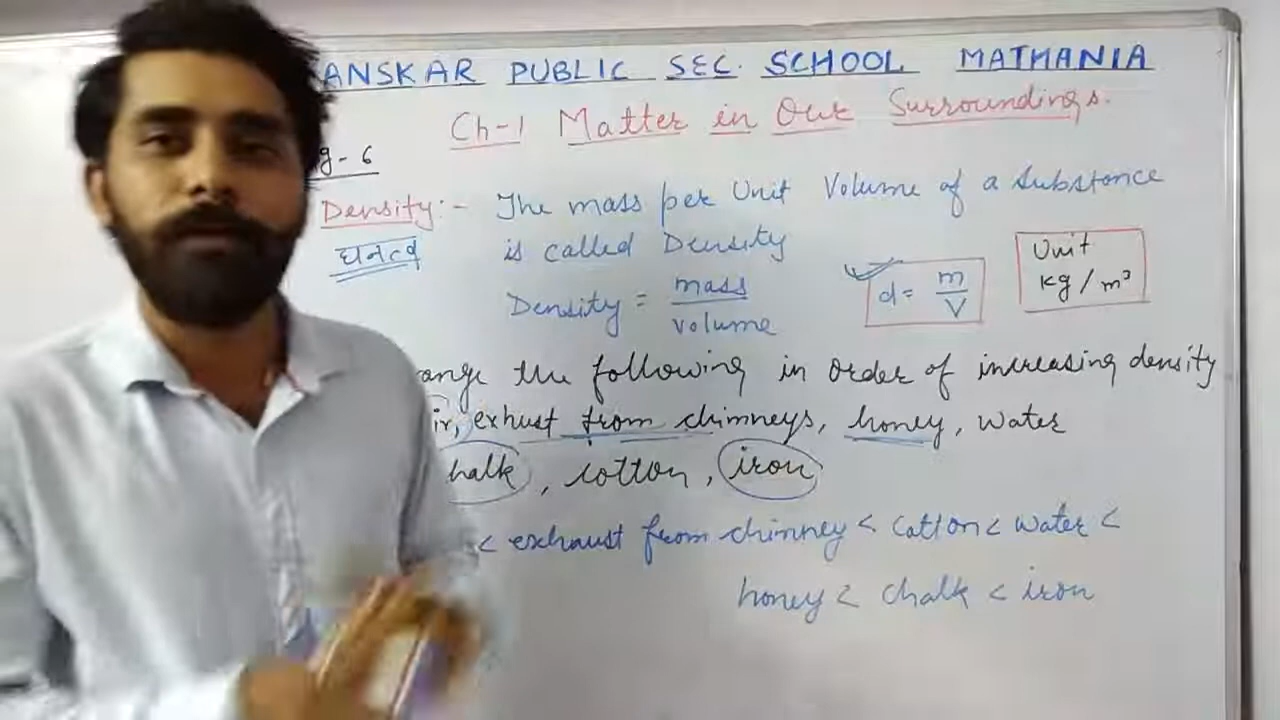 ANSKAR PUBLIC SEC. SCHOOL MATHANIA
Ch-1 Matter in Our Surroundings.
g-6
Density:- The mass per Unit Volume of a Substance
घनत्व is called Density
Density = mass / volume
d = m / V
Unit
kg/m³
ange the following in order of increasing density
ir, exhust from chimneys, honey, water
halk, cotton, iron
< exhaust from chimney < Cotton < water <
honey < chalk < iron